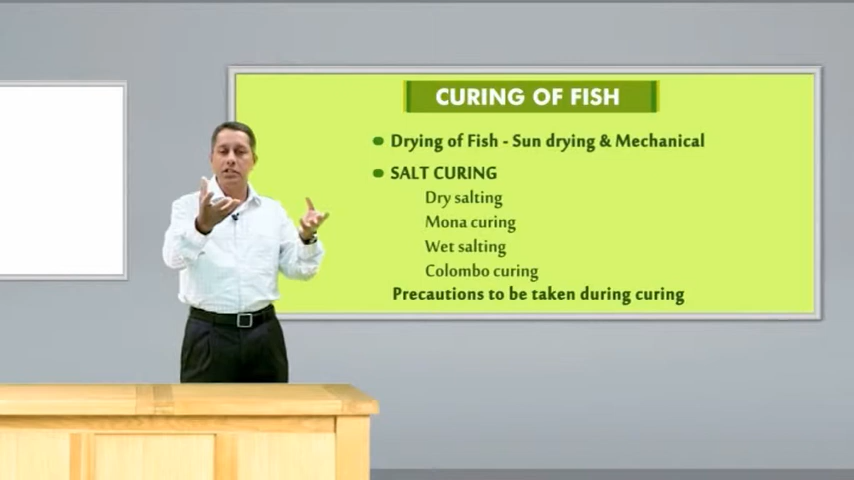 CURING OF FISH
Drying of Fish - Sun drying & Mechanical
SALT CURING
Dry salting
Mona curing
Wet salting
Colombo curing
Precautions to be taken during curing